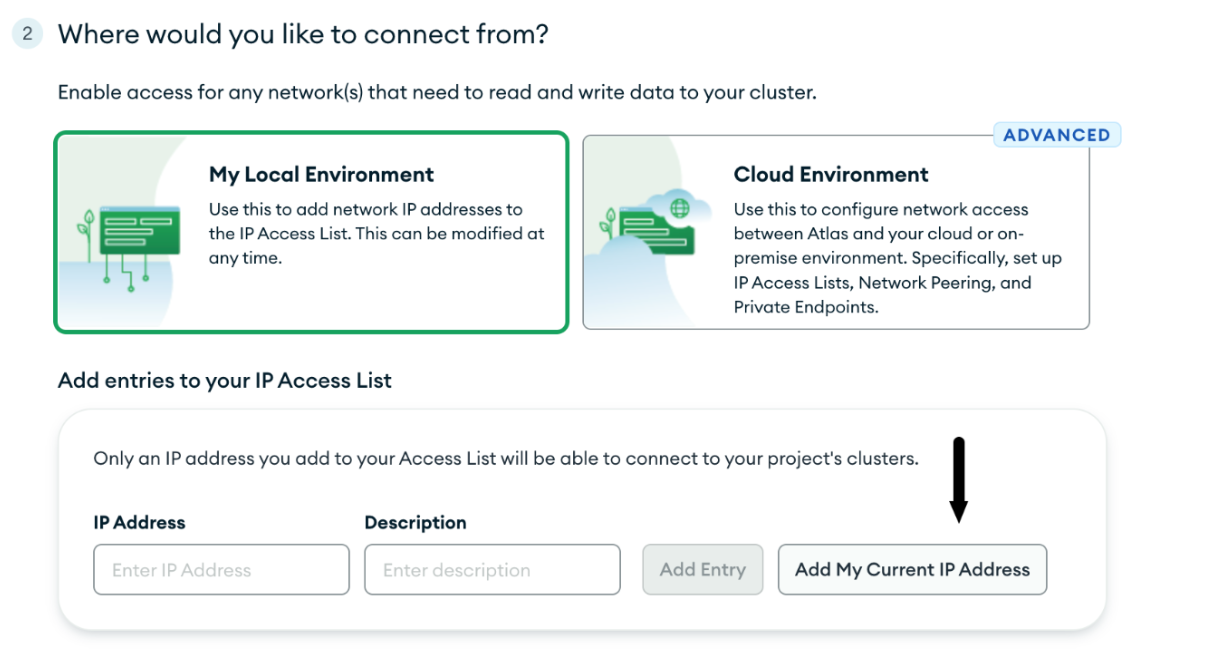 2 Where would you like to connect from?
Enable access for any network(s) that need to read and write data to your cluster.
ADVANCED
My Local Environment
Use this to add network IP addresses to
the IP Access List. This can be modified at
any time.
Cloud Environment
Use this to configure network access
between Atlas and your cloud or on-
premise environment. Specifically, set up
IP Access Lists, Network Peering, and
Private Endpoints.
Add entries to your IP Access List
Only an IP address you add to your Access List will be able to connect to your project's clusters.
IP Address Description
Enter IP Address Enter description Add Entry Add My Current IP Address